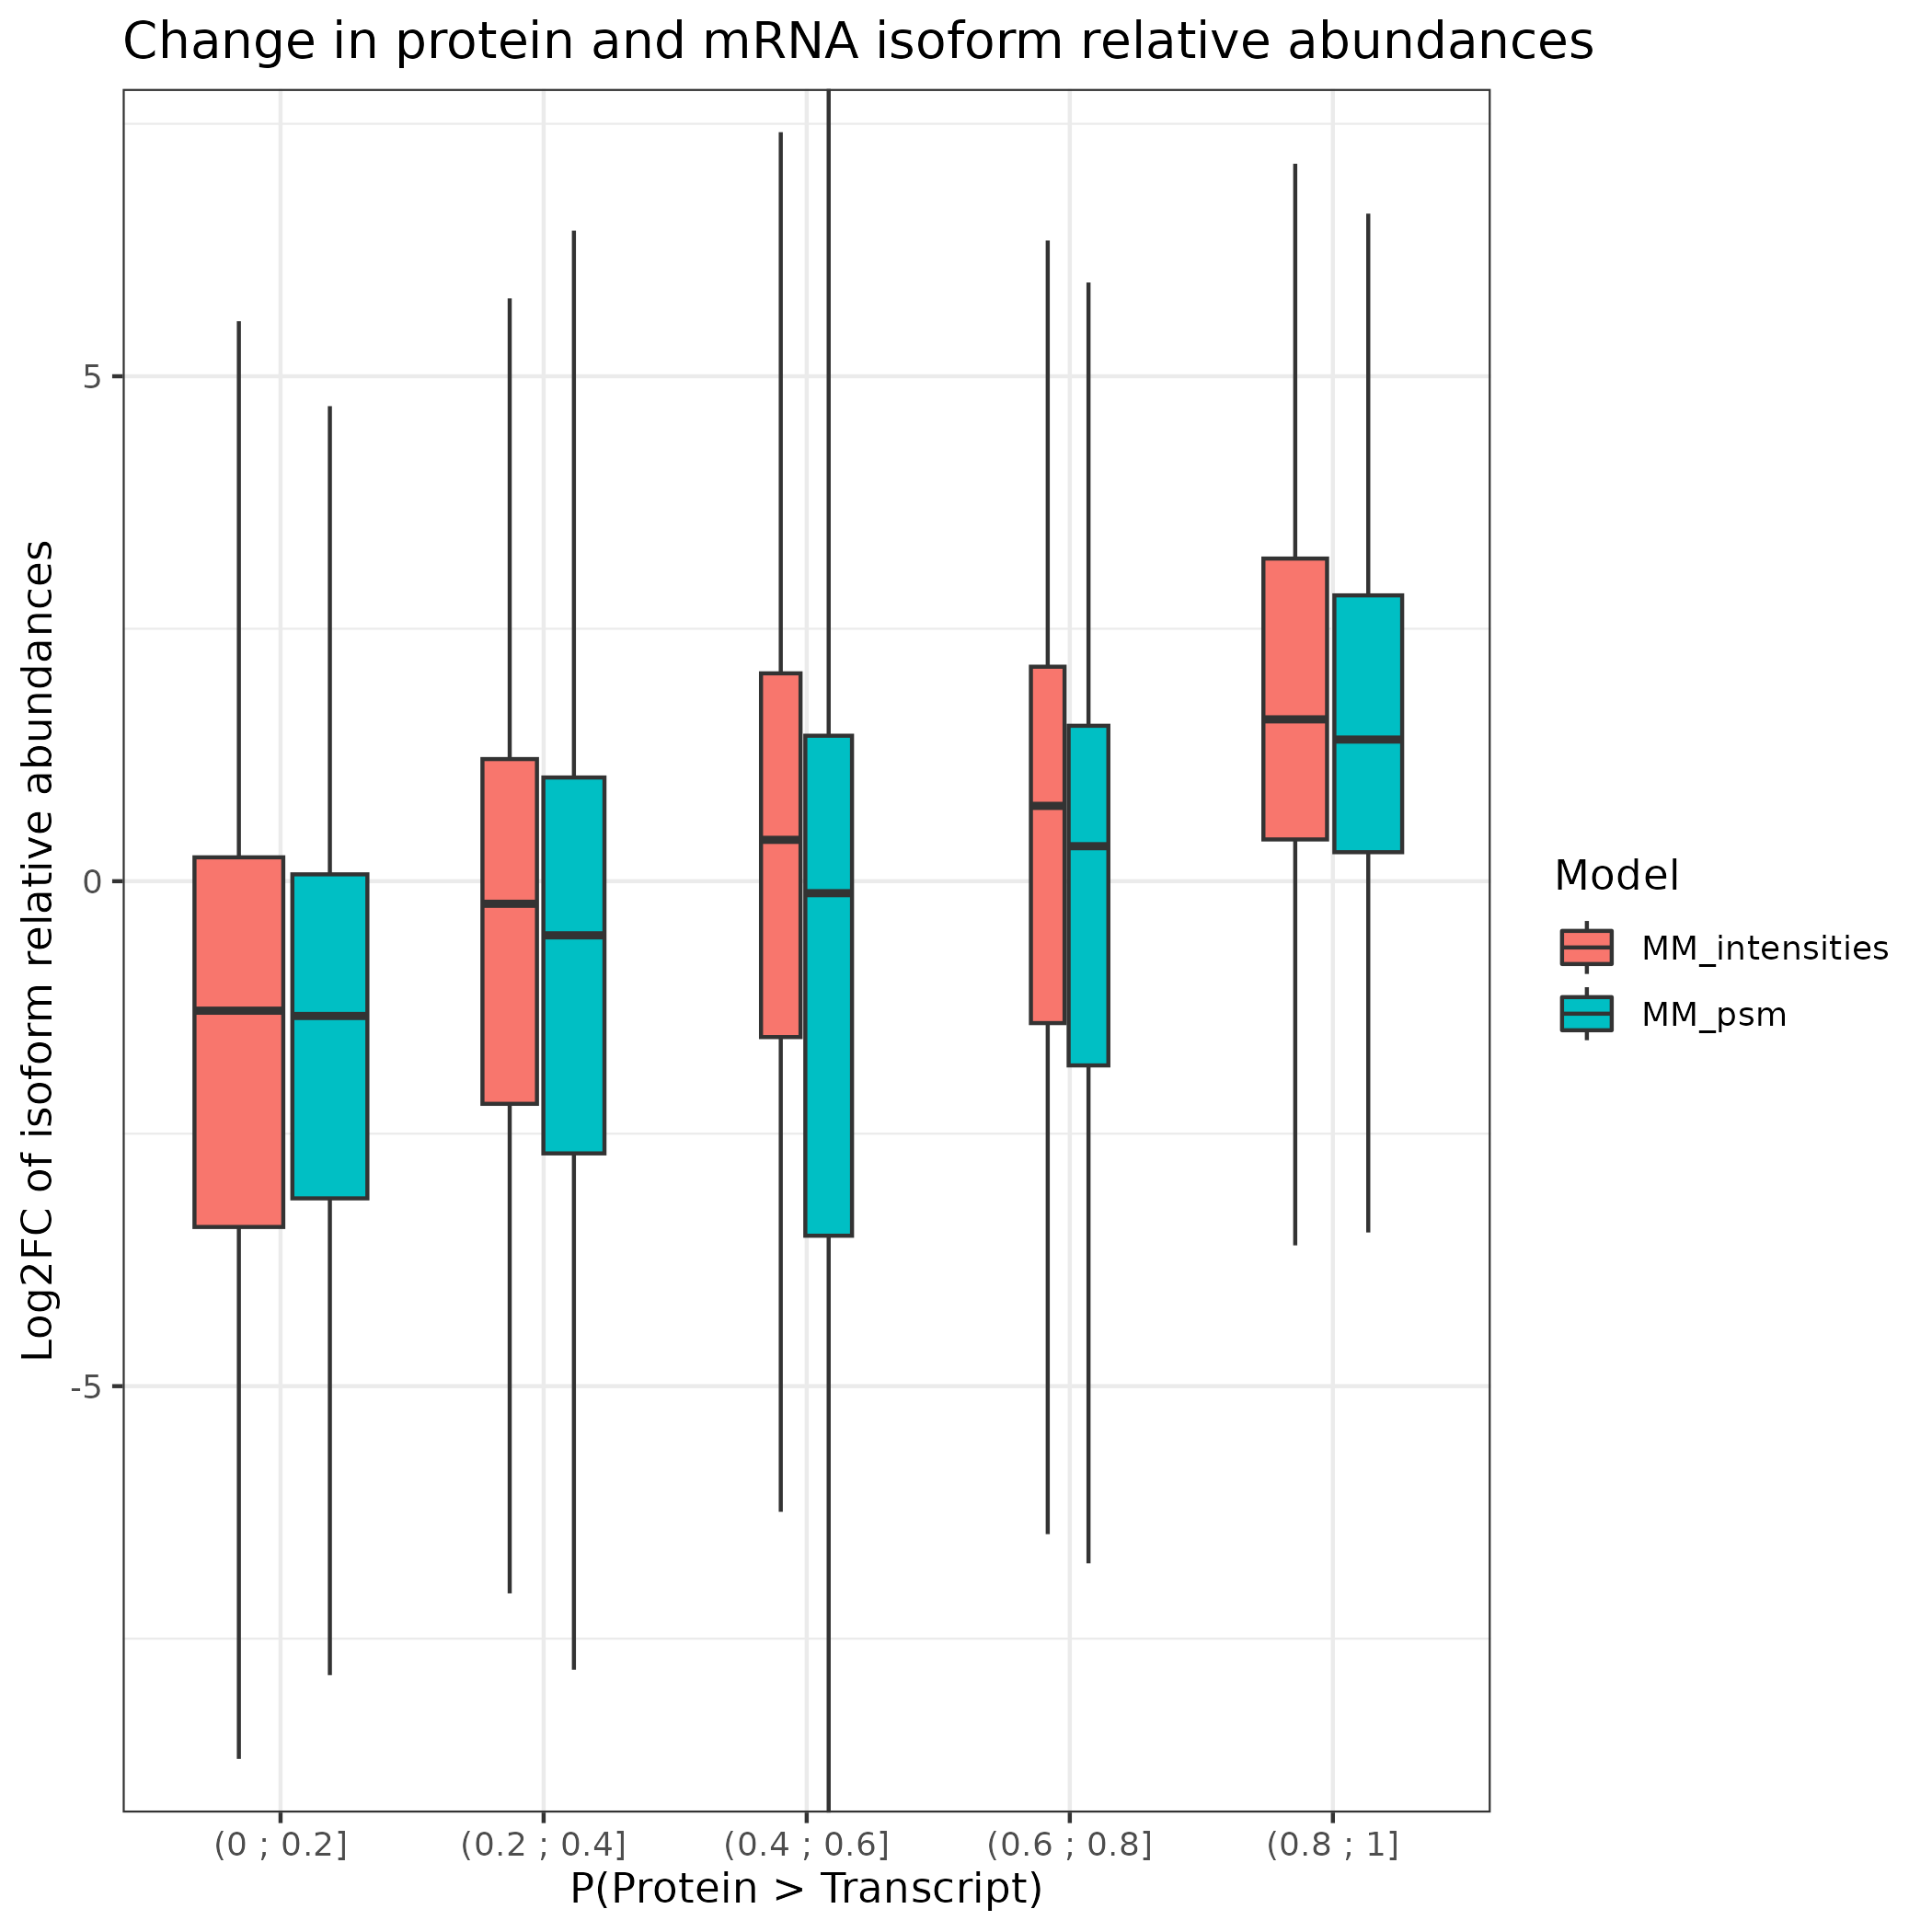 Change in protein and mRNA isoform relative abundances
Log2FC of isoform relative abundances
5
0
-5
(0 ; 0.2]
(0.2 ; 0.4]
(0.4 ; 0.6]
(0.6 ; 0.8]
(0.8 ; 1]
P(Protein > Transcript)
Model
MM_intensities
MM_psm